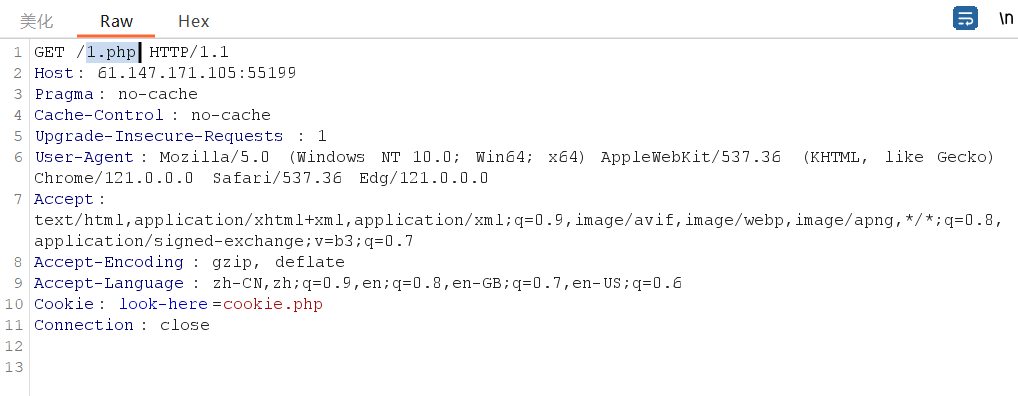 美化 Raw Hex \n
1 GET /1.php HTTP/1.1
2 Host: 61.147.171.105:55199
3 Pragma: no-cache
4 Cache-Control: no-cache
5 Upgrade-Insecure-Requests: 1
6 User-Agent: Mozilla/5.0 (Windows NT 10.0; Win64; x64) AppleWebKit/537.36 (KHTML, like Gecko)
Chrome/121.0.0.0 Safari/537.36 Edg/121.0.0.0
7 Accept:
text/html,application/xhtml+xml,application/xml;q=0.9,image/avif,image/webp,image/apng,*/*;q=0.8,
application/signed-exchange;v=b3;q=0.7
8 Accept-Encoding: gzip, deflate
9 Accept-Language: zh-CN,zh;q=0.9,en;q=0.8,en-GB;q=0.7,en-US;q=0.6
10 Cookie: look-here=cookie.php
11 Connection: close
12
13